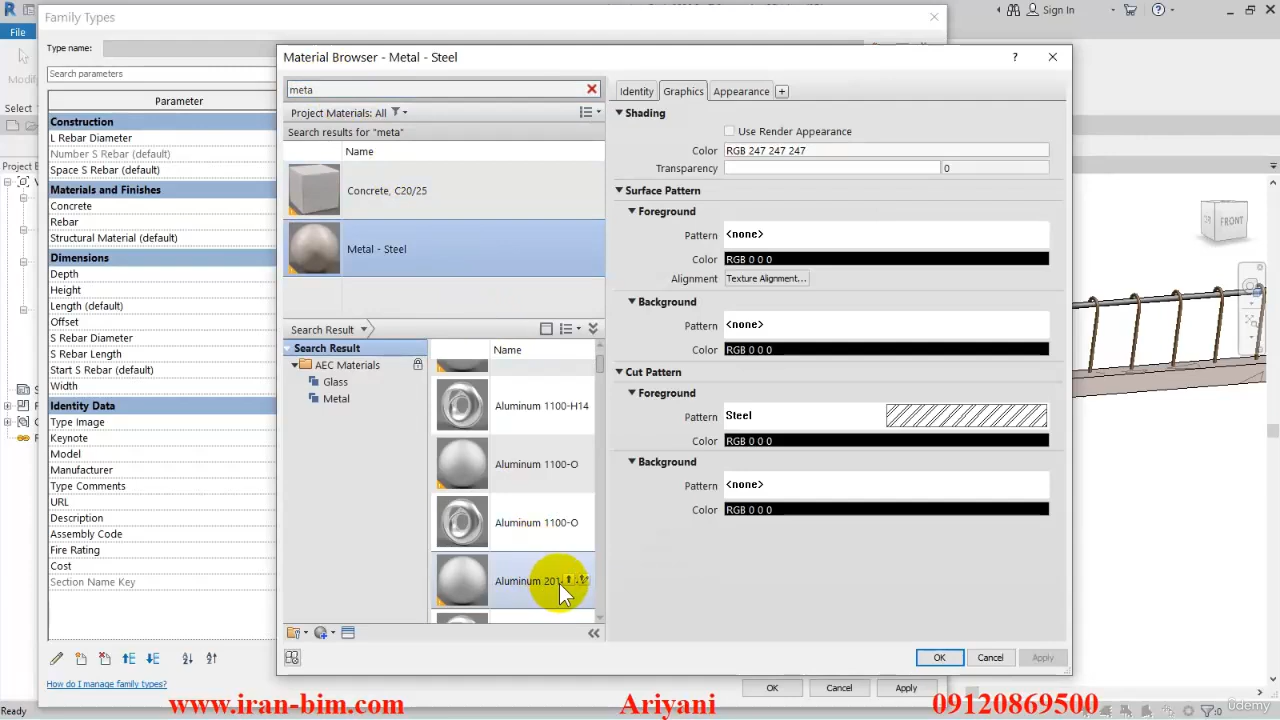 Family Types
Sign In
File
Type name:
Search parameters
Modify
Select
Parameter
Construction
L Rebar Diameter
Number S Rebar (default)
Space S Rebar (default)
Materials and Finishes
Concrete
Rebar
Structural Material (default)
Dimensions
Depth
Height
Length (default)
Offset
S Rebar Diameter
S Rebar Length
Start S Rebar (default)
Width
Identity Data
Type Image
Keynote
Model
Manufacturer
Type Comments
URL
Description
Assembly Code
Fire Rating
Cost
Section Name Key
How do I manage family types?
OK
Cancel
Apply
Ready
Material Browser - Metal - Steel
meta
Project Materials: All
Search results for "meta"
Name
Concrete, C20/25
Metal - Steel
Search Result
Search Result
AEC Materials
Glass
Metal
Name
Aluminum 1100-H14
Aluminum 1100-O
Aluminum 1100-O
Aluminum 201
Identity
Graphics
Appearance
Shading
Use Render Appearance
Color RGB 247 247 247
Transparency 0
Surface Pattern
Foreground
Pattern <none>
Color RGB 0 0 0
Alignment Texture Alignment...
Background
Pattern <none>
Color RGB 0 0 0
Cut Pattern
Foreground
Pattern Steel
Color RGB 0 0 0
Background
Pattern <none>
Color RGB 0 0 0
OK
Cancel
Apply
FRONT
:0
www.iran-bim.com
Ariyani
09120869500
ûdemy